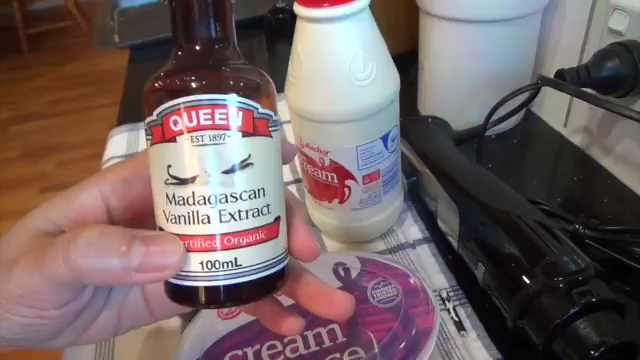 QUEEN
EST 1897
Madagascan
Vanilla Extract
Certified Organic
100mL
Anchor
cream
cream